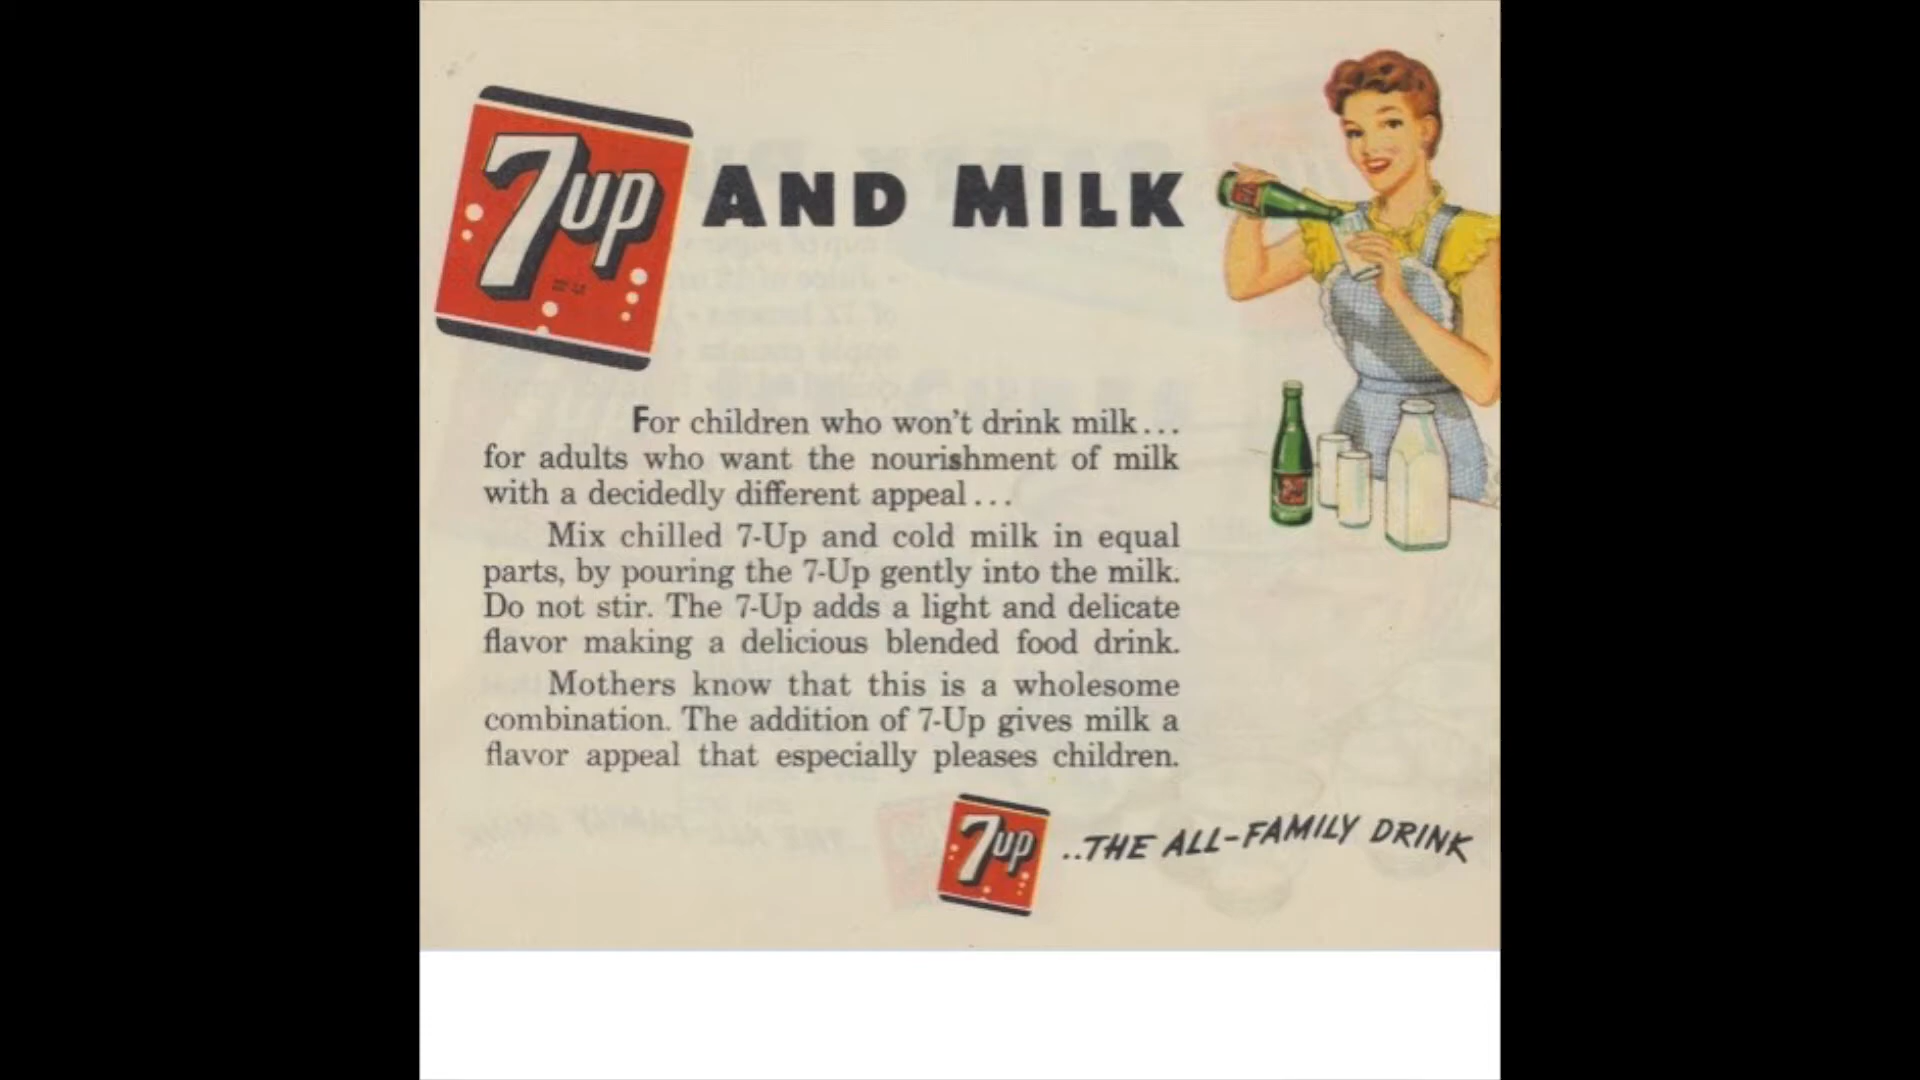 7up AND MILK
For children who won't drink milk...
for adults who want the nourishment of milk
with a decidedly different appeal...
Mix chilled 7-Up and cold milk in equal
parts, by pouring the 7-Up gently into the milk.
Do not stir. The 7-Up adds a light and delicate
flavor making a delicious blended food drink.
Mothers know that this is a wholesome
combination. The addition of 7-Up gives milk a
flavor appeal that especially pleases children.
7up ..THE ALL-FAMILY DRINK